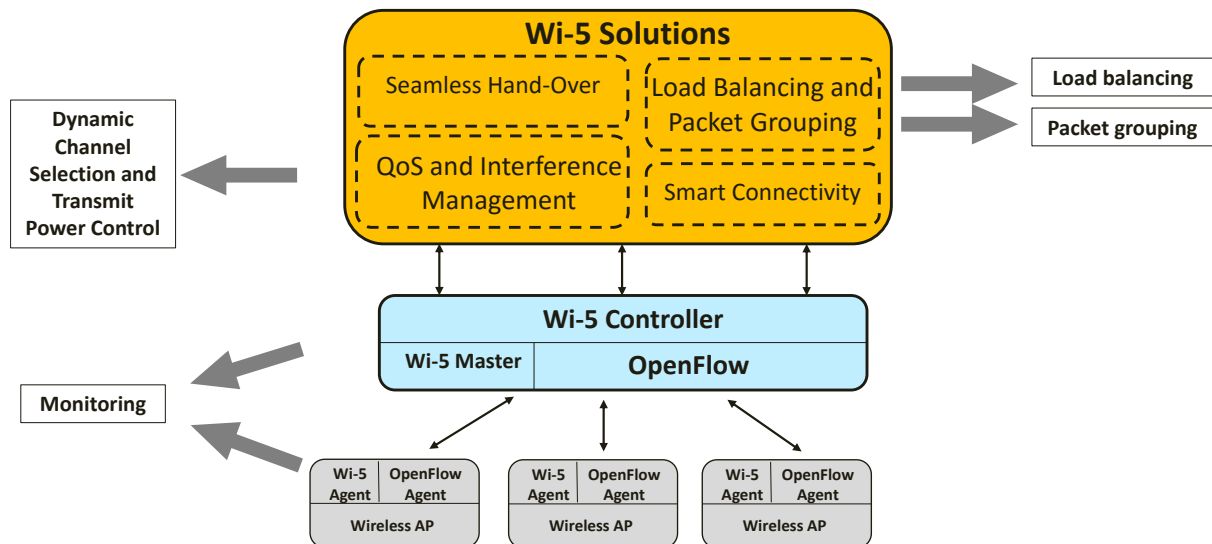 Wi-5 Solutions
Seamless Hand-Over
Load Balancing and
Packet Grouping
QoS and Interference
Management
Smart Connectivity
Dynamic
Channel
Selection and
Transmit
Power Control
Load balancing
Packet grouping
Wi-5 Controller
Wi-5 Master
OpenFlow
Monitoring
Wi-5
Agent
OpenFlow
Agent
Wireless AP
Wi-5
Agent
OpenFlow
Agent
Wireless AP
Wi-5
Agent
OpenFlow
Agent
Wireless AP